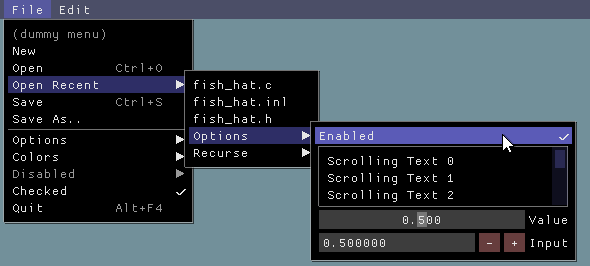 File Edit
(dummy menu)
New
Open Ctrl+O
Open Recent
Save Ctrl+S
Save As..
Options
Colors
Disabled
Checked
Quit Alt+F4
fish_hat.c
fish_hat.inl
fish_hat.h
Options
Recurse
Enabled
Scrolling Text 0
Scrolling Text 1
Scrolling Text 2
0.500 Value
0.500000 - + Input